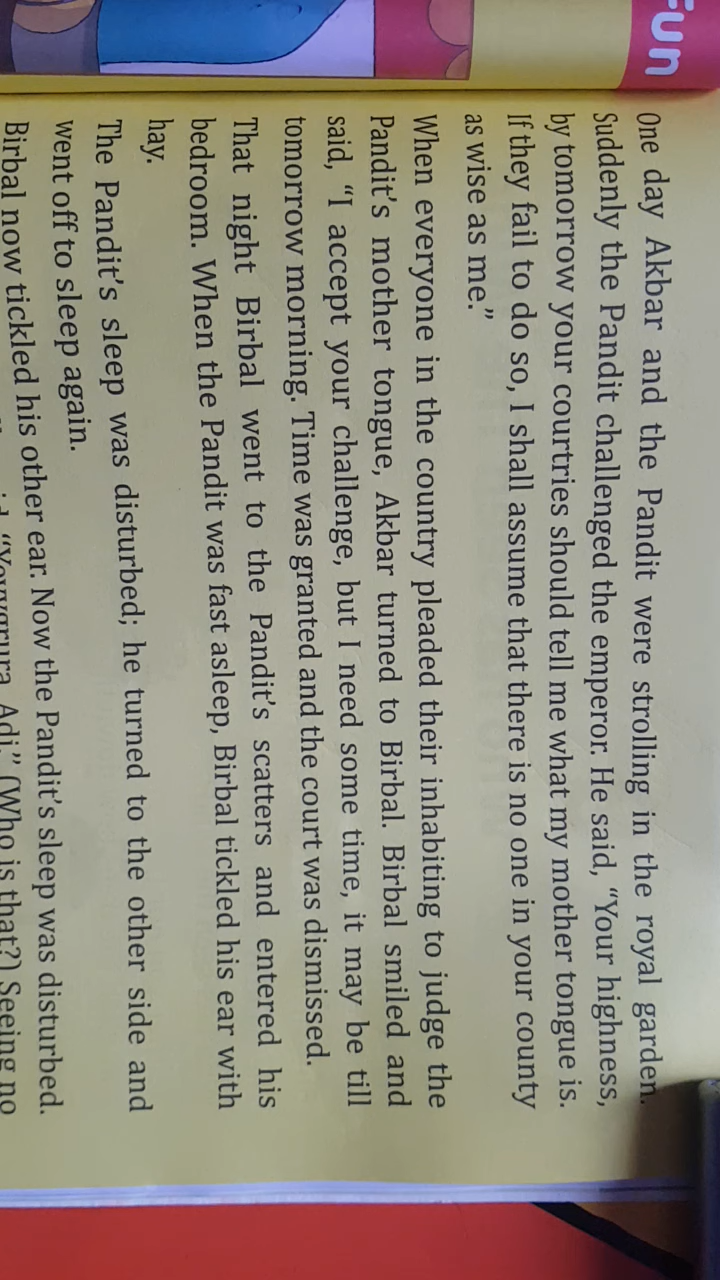 Fun
One day Akbar and the Pandit were strolling in the royal garden.
Suddenly the Pandit challenged the emperor. He said, “Your highness,
by tomorrow your courtries should tell me what my mother tongue is.
If they fail to do so, I shall assume that there is no one in your county
as wise as me.”
When everyone in the country pleaded their inhabiting to judge the
Pandit’s mother tongue, Akbar turned to Birbal. Birbal smiled and
said, “I accept your challenge, but I need some time, it may be till
tomorrow morning. Time was granted and the court was dismissed.
That night Birbal went to the Pandit’s scatters and entered his
bedroom. When the Pandit was fast asleep, Birbal tickled his ear with
hay.
The Pandit’s sleep was disturbed; he turned to the other side and
went off to sleep again.
Birbal now tickled his other ear. Now the Pandit’s sleep was disturbed.
Adi.” (Who is that?) Seeing no